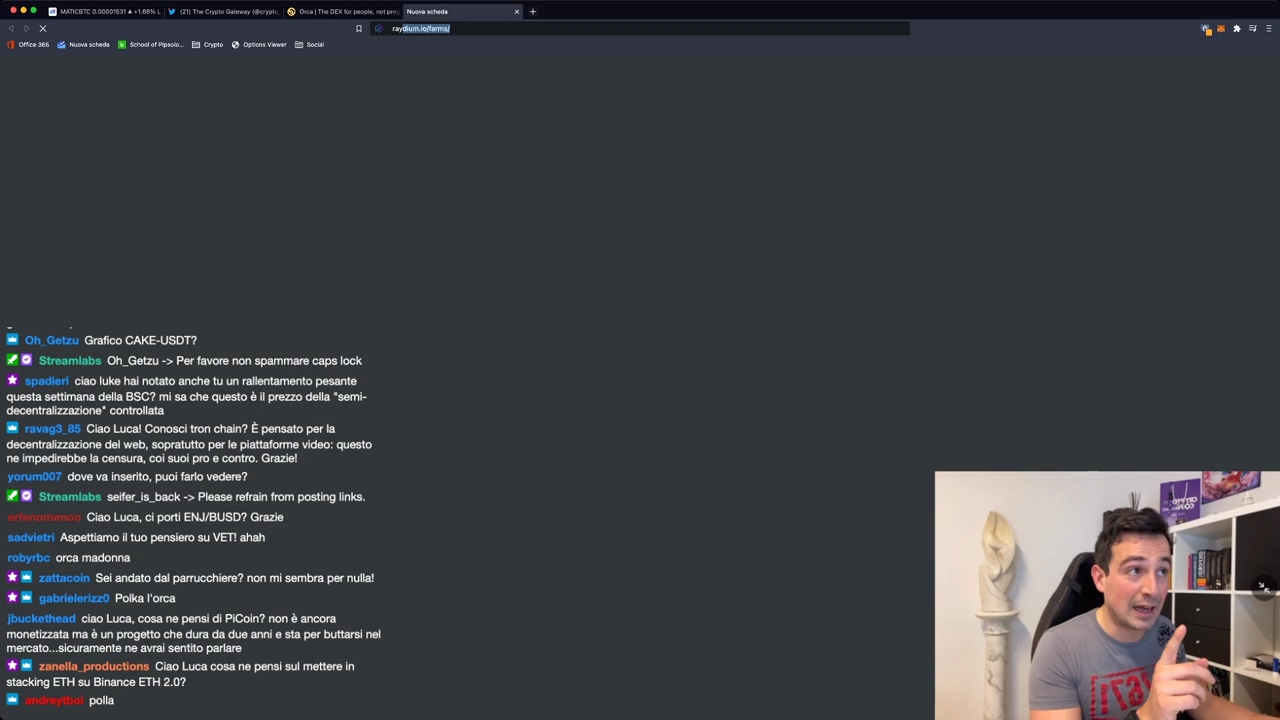 MATICBTC 0.00001531 ▲ +1.66% L
(21) The Crypto Gateway (@crypto_
Orca | The DEX for people, not pro
Nuova scheda
raydium.io/farms/
Office 365
Nuova scheda
School of Pipsolo...
Crypto
Options Viewer
Social
Oh_Getzu Grafico CAKE-USDT?
Streamlabs Oh_Getzu -> Per favore non spammare caps lock
spadieri ciao luke hai notato anche tu un rallentamento pesante
questa settimana della BSC? mi sa che questo è il prezzo della "semi-
decentralizzazione" controllata
ravag3_85 Ciao Luca! Conosci tron chain? È pensato per la
decentralizzazione del web, sopratutto per le piattaforme video: questo
ne impedirebbe la censura, coi suoi pro e contro. Grazie!
yorum007 dove va inserito, puoi farlo vedere?
Streamlabs seifer_is_back -> Please refrain from posting links.
erfenomenoo Ciao Luca, ci porti ENJ/BUSD? Grazie
sadvietri Aspettiamo il tuo pensiero su VET! ahah
robyrbc orca madonna
zattacoin Sei andato dal parrucchiere? non mi sembra per nulla!
gabrielerizz0 Polka l'orca
jbuckethead ciao Luca, cosa ne pensi di PiCoin? non è ancora
monetizzata ma è un progetto che dura da due anni e sta per buttarsi nel
mercato...sicuramente ne avrai sentito parlare
zanella_productions Ciao Luca cosa ne pensi sul mettere in
stacking ETH su Binance ETH 2.0?
andreytboi polla